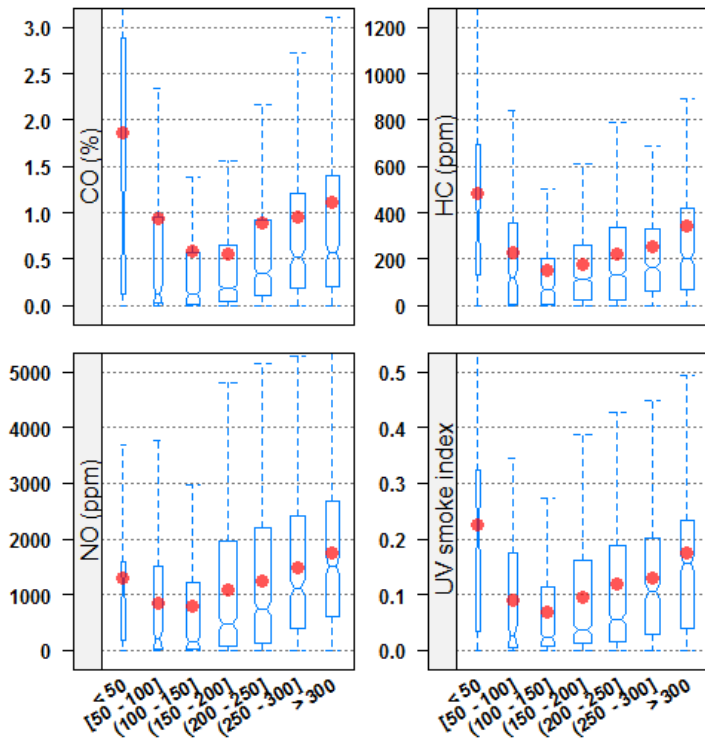 3.0
2.5
2.0
1.5
1.0
0.5
0.0
CO (%)
1200
1000
800
600
400
200
0
HC (ppm)
5000
4000
3000
2000
1000
0
NO (ppm)
0.5
0.4
0.3
0.2
0.1
0.0
UV smoke index
< 50
[50 - 100]
(100 - 150]
(150 - 200]
(200 - 250]
(250 - 300]
> 300
< 50
[50 - 100]
(100 - 150]
(150 - 200]
(200 - 250]
(250 - 300]
> 300